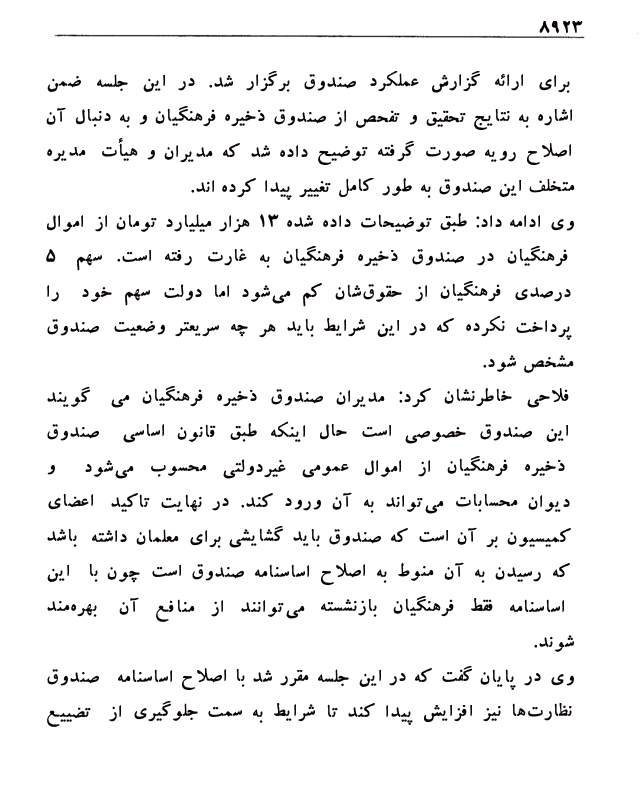 ۸۹۲۳
برای ارائه گزارش عملکرد صندوق برگزار شد. در این جلسه ضمن
اشاره به نتایج تحقیق و تفحص از صندوق ذخیره فرهنگیان و به دنبال آن
اصلاح رویه صورت گرفته توضیح داده شد که مدیران و هیأت مدیره
متخلف این صندوق به طور کامل تغییر پیدا کرده اند.
وی ادامه داد: طبق توضیحات داده شده ۱۳ هزار میلیارد تومان از اموال
فرهنگیان در صندوق ذخیره فرهنگیان به غارت رفته است. سهم ۵
درصدی فرهنگیان از حقوق‌شان کم می‌شود اما دولت سهم خود را
پرداخت نکرده که در این شرایط باید هر چه سریعتر وضعیت صندوق
مشخص شود.
فلاحی خاطرنشان کرد: مدیران صندوق ذخیره فرهنگیان می گویند
این صندوق خصوصی است حال اینکه طبق قانون اساسی صندوق
ذخیره فرهنگیان از اموال عمومی غیردولتی محسوب می‌شود و
دیوان محسابات می‌تواند به آن ورود کند. در نهایت تاکید اعضای
کمیسیون بر آن است که صندوق باید گشایشی برای معلمان داشته باشد
که رسیدن به آن منوط به اصلاح اساسنامه صندوق است چون با این
اساسنامه فقط فرهنگیان بازنشسته می‌توانند از منافع آن بهره‌مند
شوند.
وی در پایان گفت که در این جلسه مقرر شد با اصلاح اساسنامه صندوق
نظارت‌ها نیز افزایش پیدا کند تا شرایط به سمت جلوگیری از تضییع